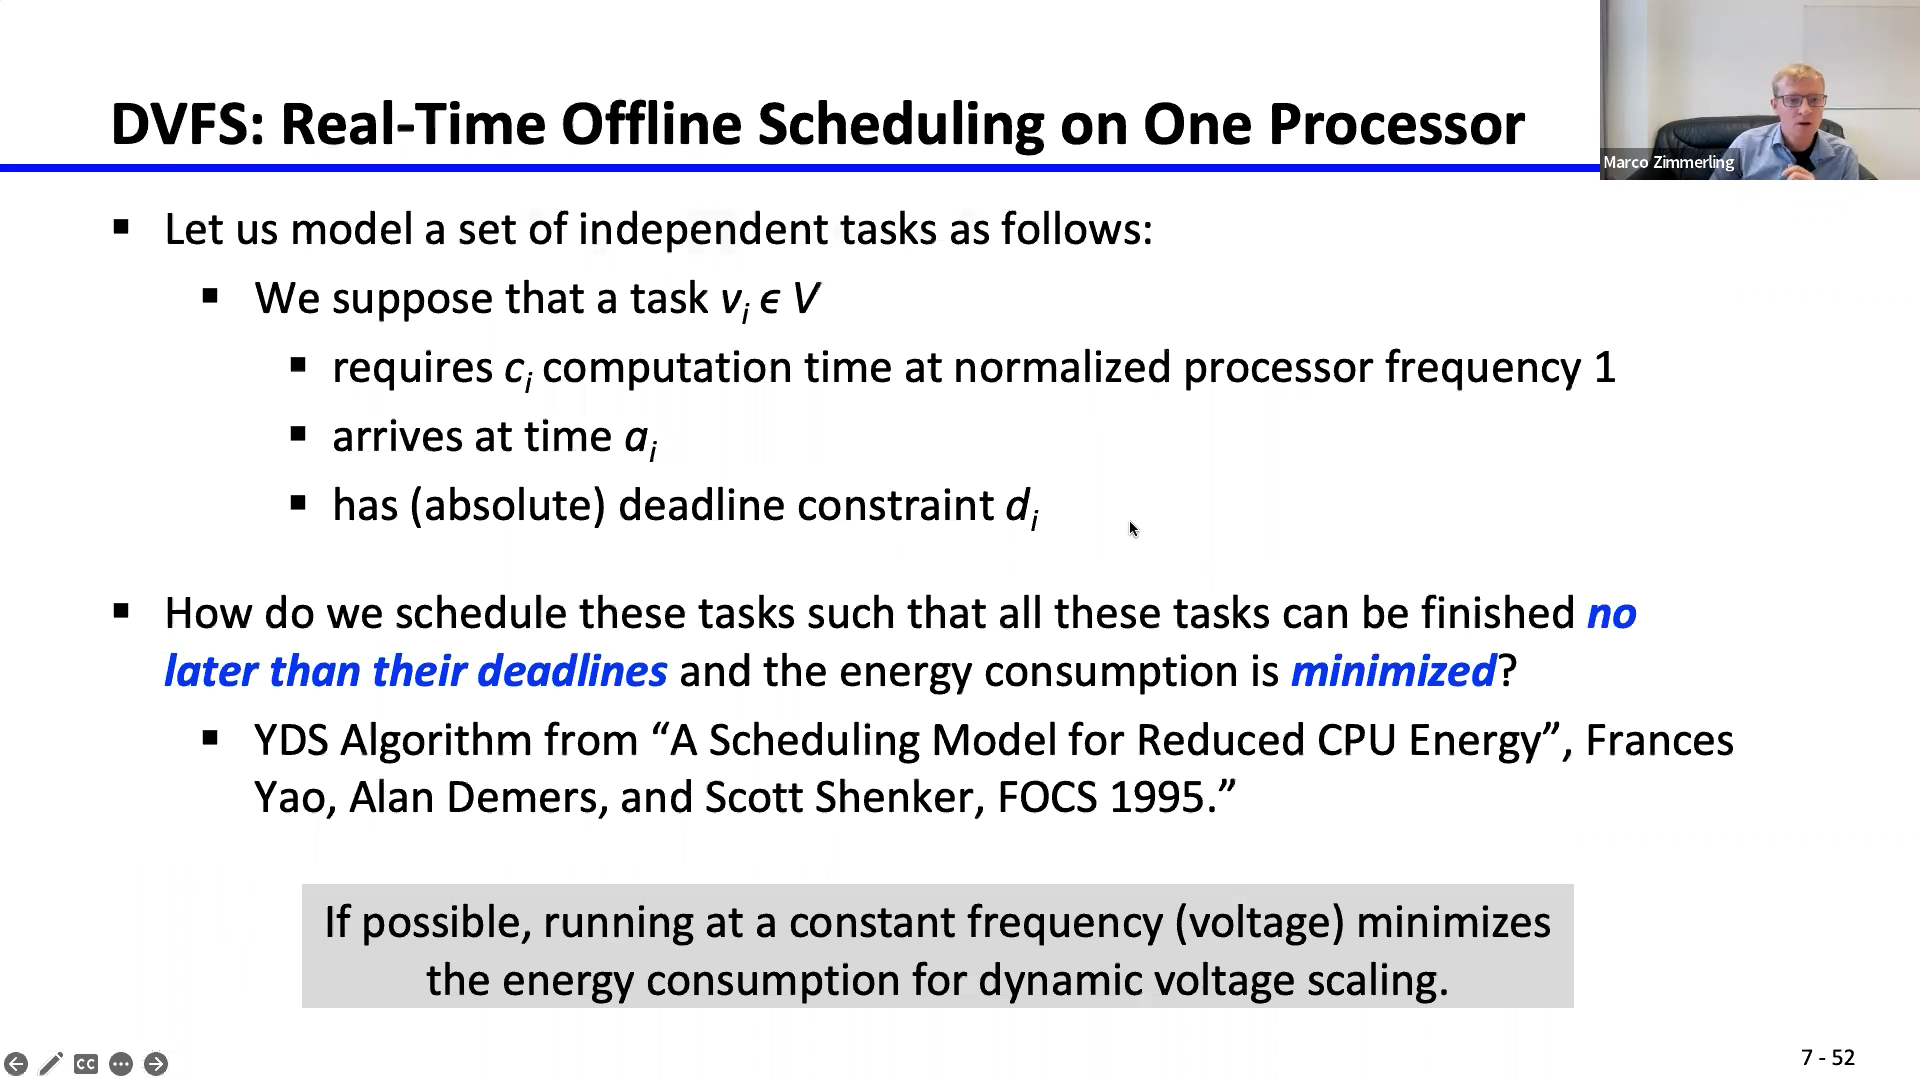 DVFS: Real-Time Offline Scheduling on One Processor
Marco Zimmerling
▪ Let us model a set of independent tasks as follows:
▪ We suppose that a task vᵢ ϵ V
▪ requires cᵢ computation time at normalized processor frequency 1
▪ arrives at time aᵢ
▪ has (absolute) deadline constraint dᵢ
▪ How do we schedule these tasks such that all these tasks can be finished no
later than their deadlines and the energy consumption is minimized?
▪ YDS Algorithm from “A Scheduling Model for Reduced CPU Energy”, Frances
Yao, Alan Demers, and Scott Shenker, FOCS 1995.”
If possible, running at a constant frequency (voltage) minimizes
the energy consumption for dynamic voltage scaling.
CC
7 - 52